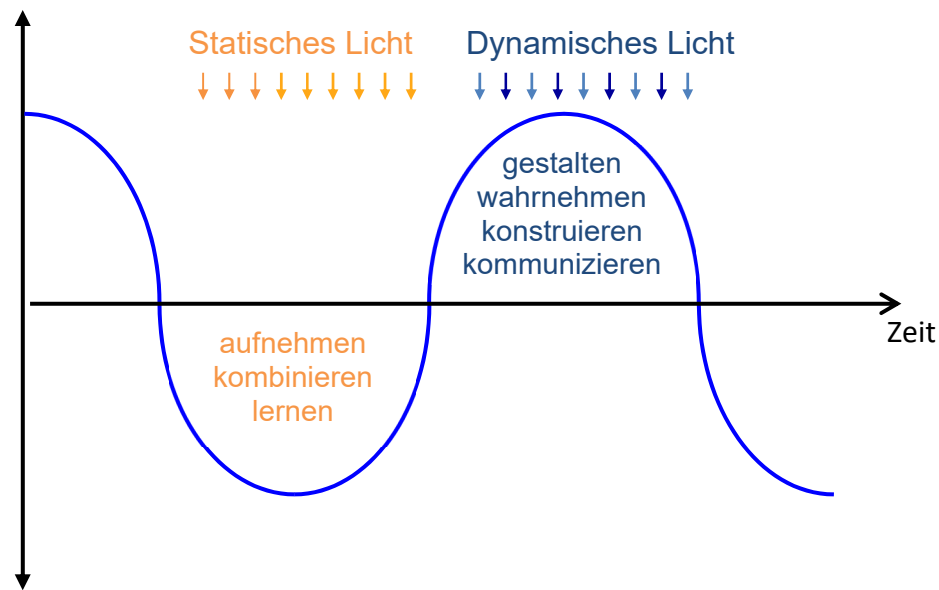 Statisches Licht
Dynamisches Licht
gestalten
wahrnehmen
konstruieren
kommunizieren
Zeit
aufnehmen
kombinieren
lernen